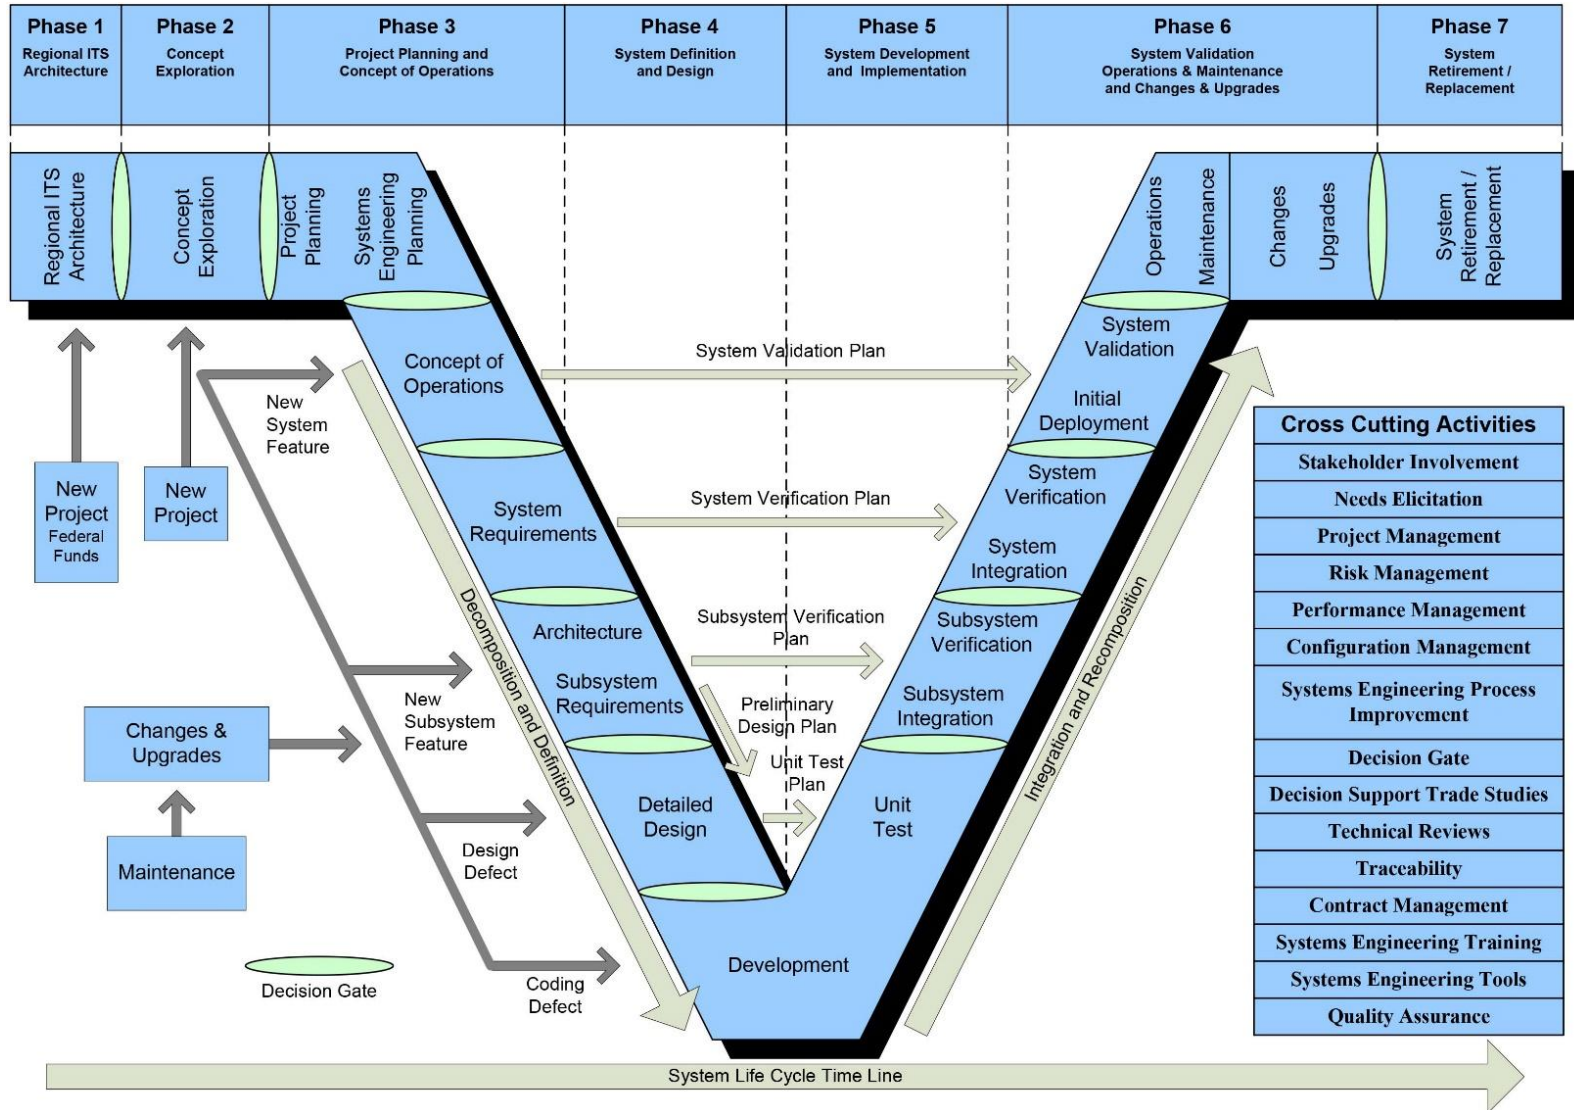 Phase 1
Regional ITS
Architecture
Phase 2
Concept
Exploration
Phase 3
Project Planning and
Concept of Operations
Phase 4
System Definition
and Design
Phase 5
System Development
and Implementation
Phase 6
System Validation
Operations & Maintenance
and Changes & Upgrades
Phase 7
System
Retirement /
Replacement
Regional ITS
Architecture
Concept
Exploration
Project
Planning
Systems
Engineering
Planning
Operations
Maintenance
Changes
Upgrades
System
Retirement /
Replacement
Concept of
Operations
System Validation Plan
System
Validation
Initial
Deployment
New
System
Feature
New
Project
Federal
Funds
New
Project
System
Requirements
System Verification Plan
System
Verification
System
Integration
Decomposition and Definition
Architecture
Subsystem
Requirements
Subsystem Verification
Plan
Subsystem
Verification
Subsystem
Integration
Integration and Recomposition
New
Subsystem
Feature
Preliminary
Design Plan
Changes &
Upgrades
Unit Test
Plan
Detailed
Design
Unit
Test
Maintenance
Design
Defect
Development
Coding
Defect
Decision Gate
Cross Cutting Activities
Stakeholder Involvement
Needs Elicitation
Project Management
Risk Management
Performance Management
Configuration Management
Systems Engineering Process
Improvement
Decision Gate
Decision Support Trade Studies
Technical Reviews
Traceability
Contract Management
Systems Engineering Training
Systems Engineering Tools
Quality Assurance
System Life Cycle Time Line